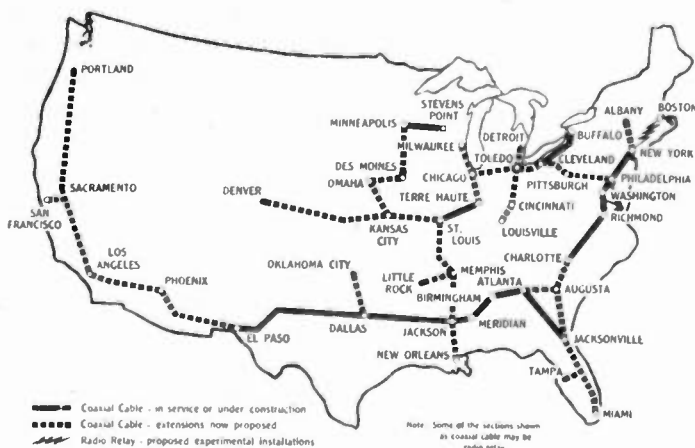 PORTLAND
STEVENS
POINT
MINNEAPOLIS
ALBANY
BOSTON
MILWAUKEE
DETROIT
TOLEDO
BUFFALO
CLEVELAND
NEW YORK
DES MOINES
CHICAGO
PITTSBURGH
PHILADELPHIA
OMAHA
DENVER
TERRE HAUTE
WASHINGTON
SACRAMENTO
CINCINNATI
RICHMOND
SAN
FRANCISCO
KANSAS
CITY
ST.
LOUIS
LOUISVILLE
LOS
ANGELES
PHOENIX
OKLAHOMA CITY
LITTLE
ROCK
MEMPHIS
CHARLOTTE
ATLANTA
BIRMINGHAM
AUGUSTA
EL PASO
DALLAS
JACKSON
MERIDIAN
JACKSONVILLE
NEW ORLEANS
TAMPA
MIAMI
Coaxial Cable - in service or under construction
Coaxial Cable - extensions now proposed
Radio Relay - proposed experimental installations
Note: Some of the sections shown
as coaxial cable may be
radio relay